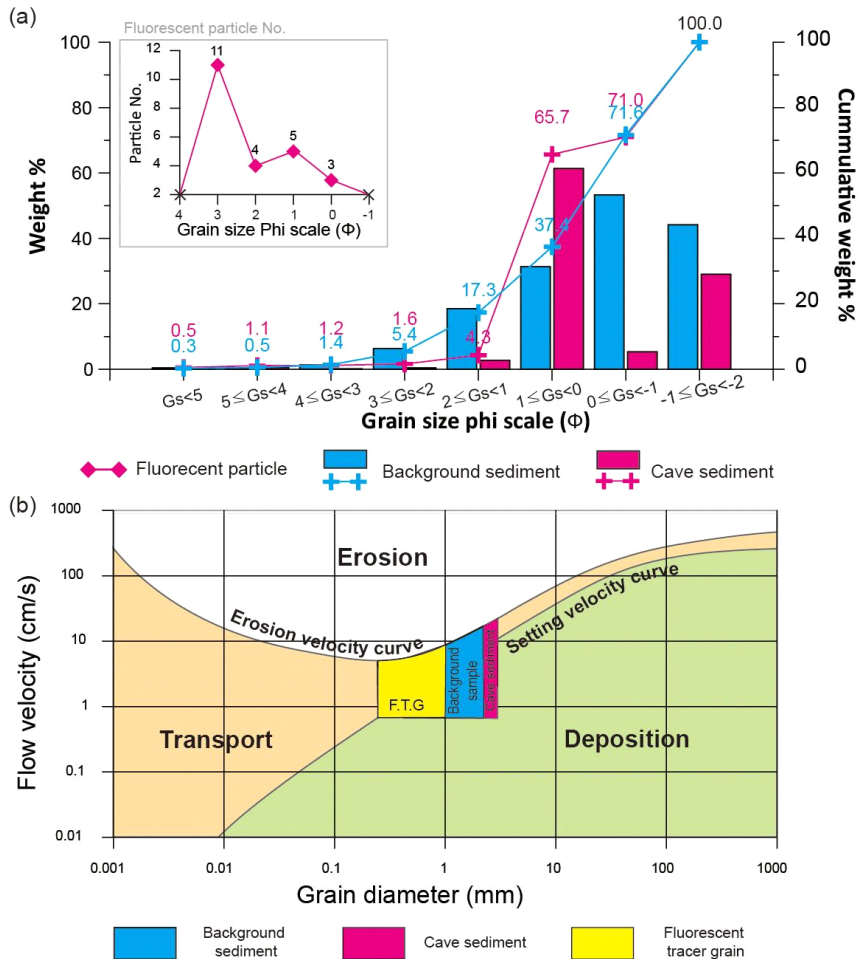 (a)
Fluorescent particle No.
Particle No.
12
10
8
6
4
2
11
4
5
3
4 3 2 1 0 -1
Grain size Phi scale (Φ)
Weight %
100
80
60
40
20
0
Cummulative weight %
100
80
60
40
20
0
100.0
71.0
71.6
65.7
37.4
17.3
4.3
1.6
5.4
1.2
1.4
1.1
0.5
0.5
0.3
Gs<5 5≤Gs<4 4≤Gs<3 3≤Gs<2 2≤Gs<1 1≤Gs<0 0≤Gs<-1 -1≤Gs<-2
Grain size phi scale (Φ)
Fluorecent particle Background sediment Cave sediment
(b)
Flow velocity (cm/s)
1000
100
10
1
0.1
0.01
Erosion
Erosion velocity curve
Setting velocity curve
Background
sample
Cave sediment
F.T.G
Transport
Deposition
0.001 0.01 0.1 1 10 100 1000
Grain diameter (mm)
Background
sediment
Cave sediment
Fluorescent
tracer grain